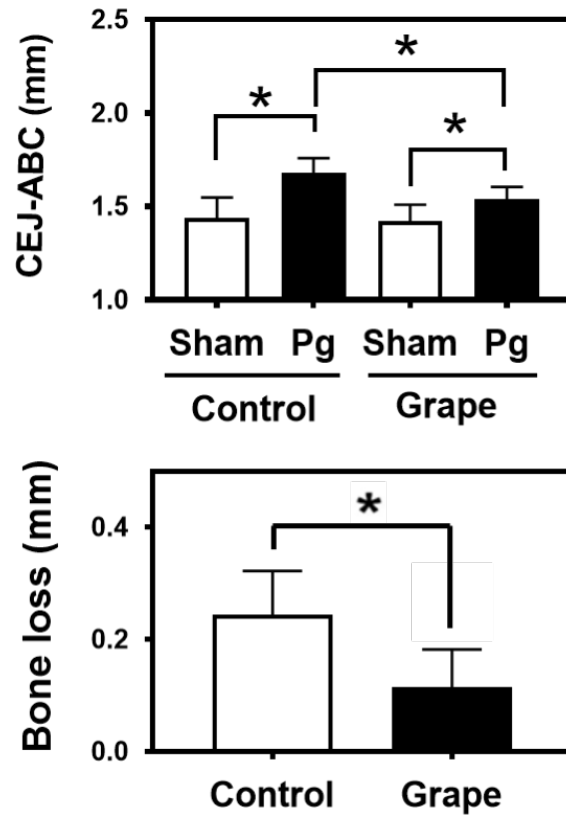 CEJ-ABC (mm)
2.5
2.0
1.5
1.0
*
*
*
Sham Pg Sham Pg
Control Grape
Bone loss (mm)
0.4
0.2
0.0
*
Control Grape